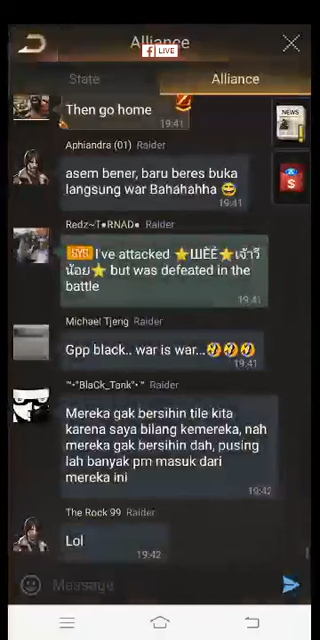 Alliance
LIVE
State
Alliance
Then go home
19:41
NEWS
Aphiandra (01) Raider
asem bener, baru beres buka
langsung war Bahahahha 😅
19:41
Redz~T●RNAD● Raider
SYS I've attacked ⭐ШÈÉ⭐เจ้าวี
น้อย⭐ but was defeated in the
battle
19:41
Michael Tjeng Raider
Gpp black.. war is war...🤣🤣🤣
19:41
"•°BlaCk_Tank°•" Raider
Mereka gak bersihin tile kita
karena saya bilang kemereka, nah
mereka gak bersihin dah, pusing
lah banyak pm masuk dari
mereka ini
19:42
The Rock 99 Raider
Lol
19:42
Message